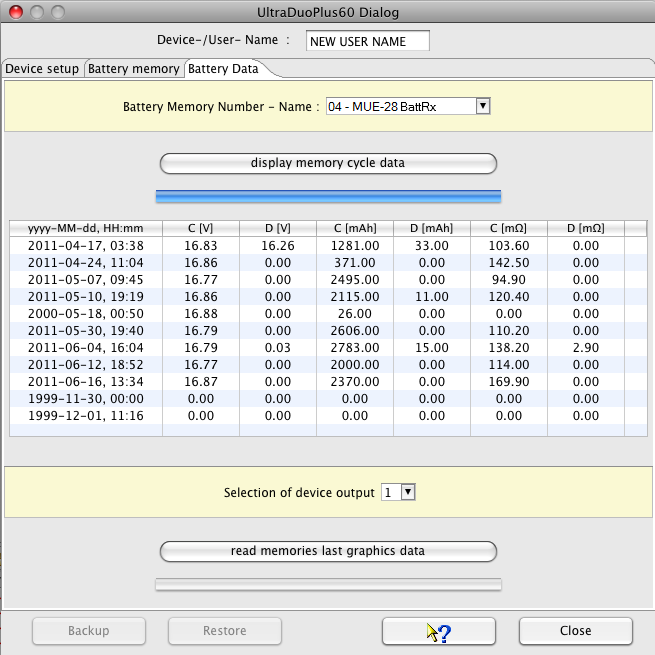 UltraDuoPlus60 Dialog
Device-/User- Name : NEW USER NAME
Device setup Battery memory Battery Data
Battery Memory Number - Name : 04 - MUE-28 BattRx
display memory cycle data
yyyy-MM-dd, HH:mm C [V] D [V] C [mAh] D [mAh] C [mΩ] D [mΩ]
2011-04-17, 03:38 16.83 16.26 1281.00 33.00 103.60 0.00
2011-04-24, 11:04 16.86 0.00 371.00 0.00 142.50 0.00
2011-05-07, 09:45 16.77 0.00 2495.00 0.00 94.90 0.00
2011-05-10, 19:19 16.86 0.00 2115.00 11.00 120.40 0.00
2000-05-18, 00:50 16.88 0.00 26.00 0.00 0.00 0.00
2011-05-30, 19:40 16.79 0.00 2606.00 0.00 110.20 0.00
2011-06-04, 16:04 16.79 0.03 2783.00 15.00 138.20 2.90
2011-06-12, 18:52 16.77 0.00 2000.00 0.00 114.00 0.00
2011-06-16, 13:34 16.87 0.00 2370.00 0.00 169.90 0.00
1999-11-30, 00:00 0.00 0.00 0.00 0.00 0.00 0.00
1999-12-01, 11:16 0.00 0.00 0.00 0.00 0.00 0.00
Selection of device output 1
read memories last graphics data
Backup Restore ? Close